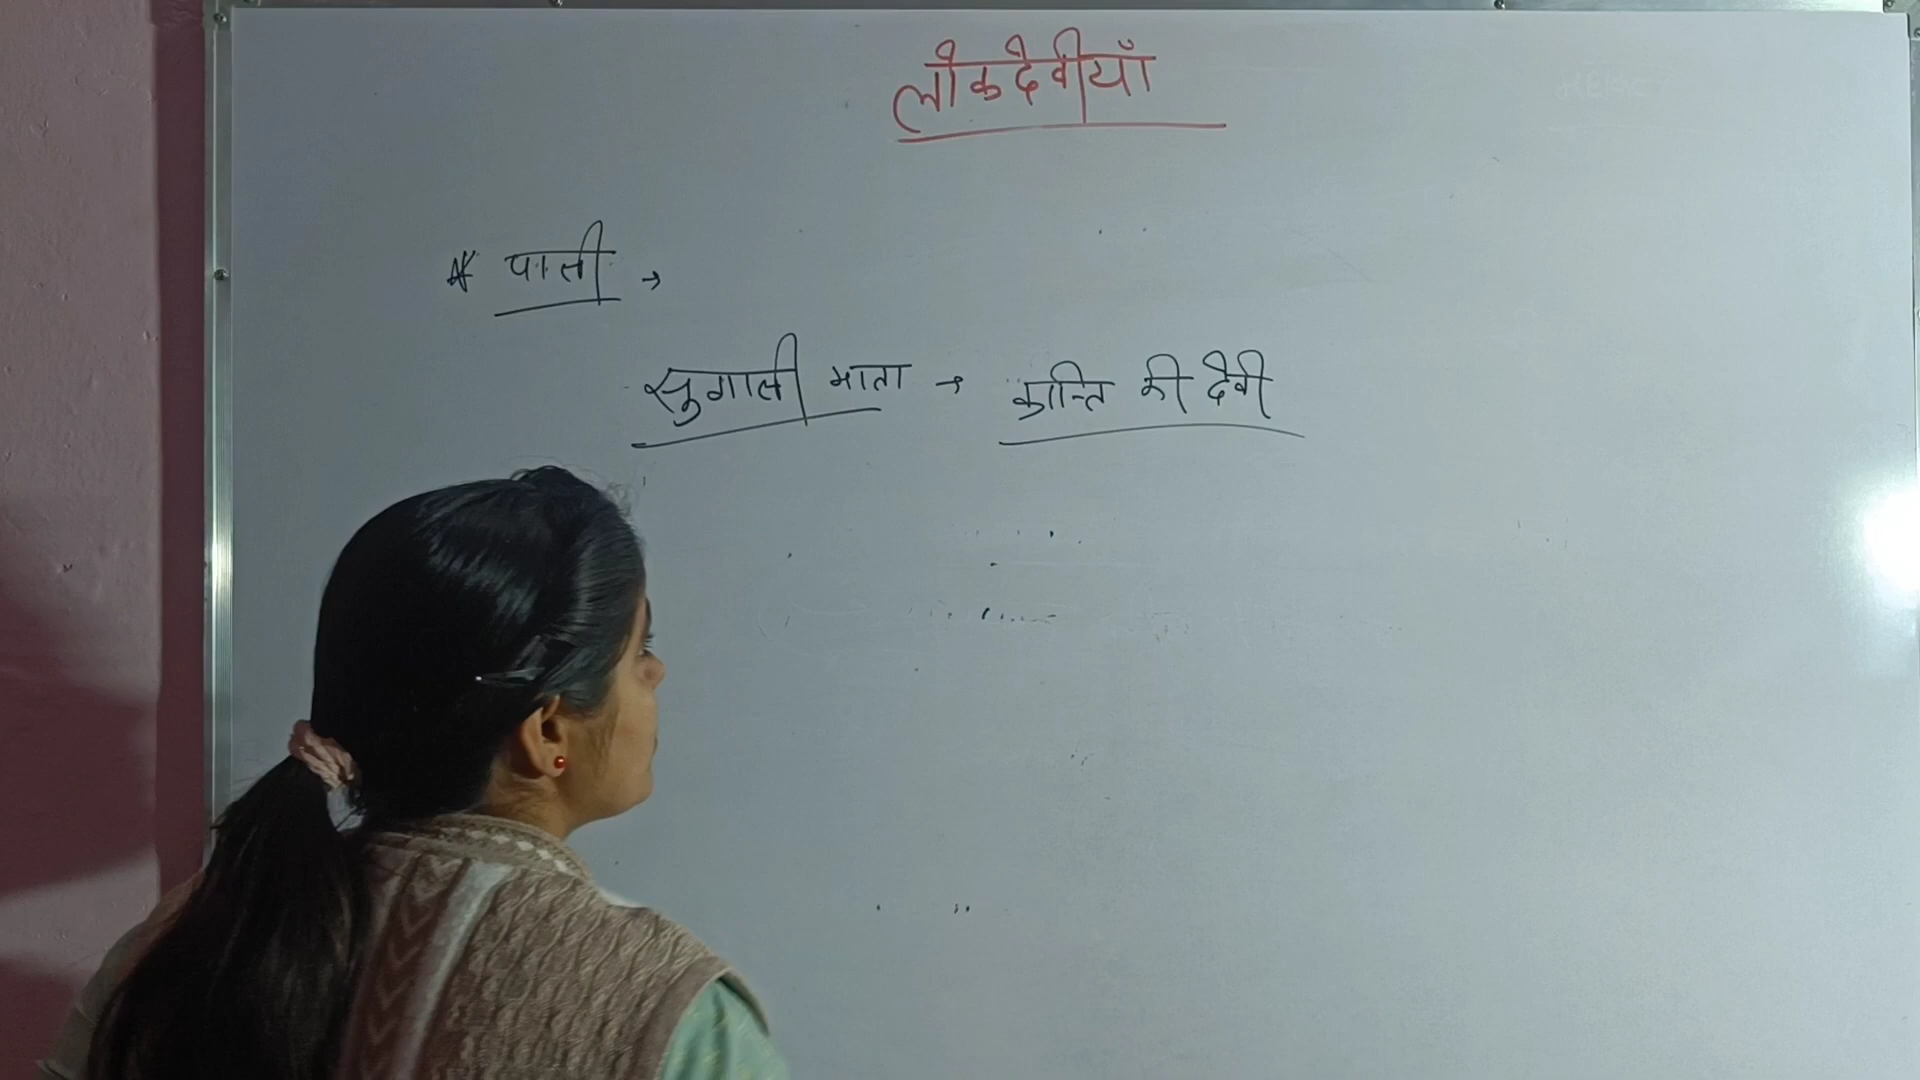 लोकदेवीयाँ
* पाली →
सुगाली माता → क्रान्ति की देवी